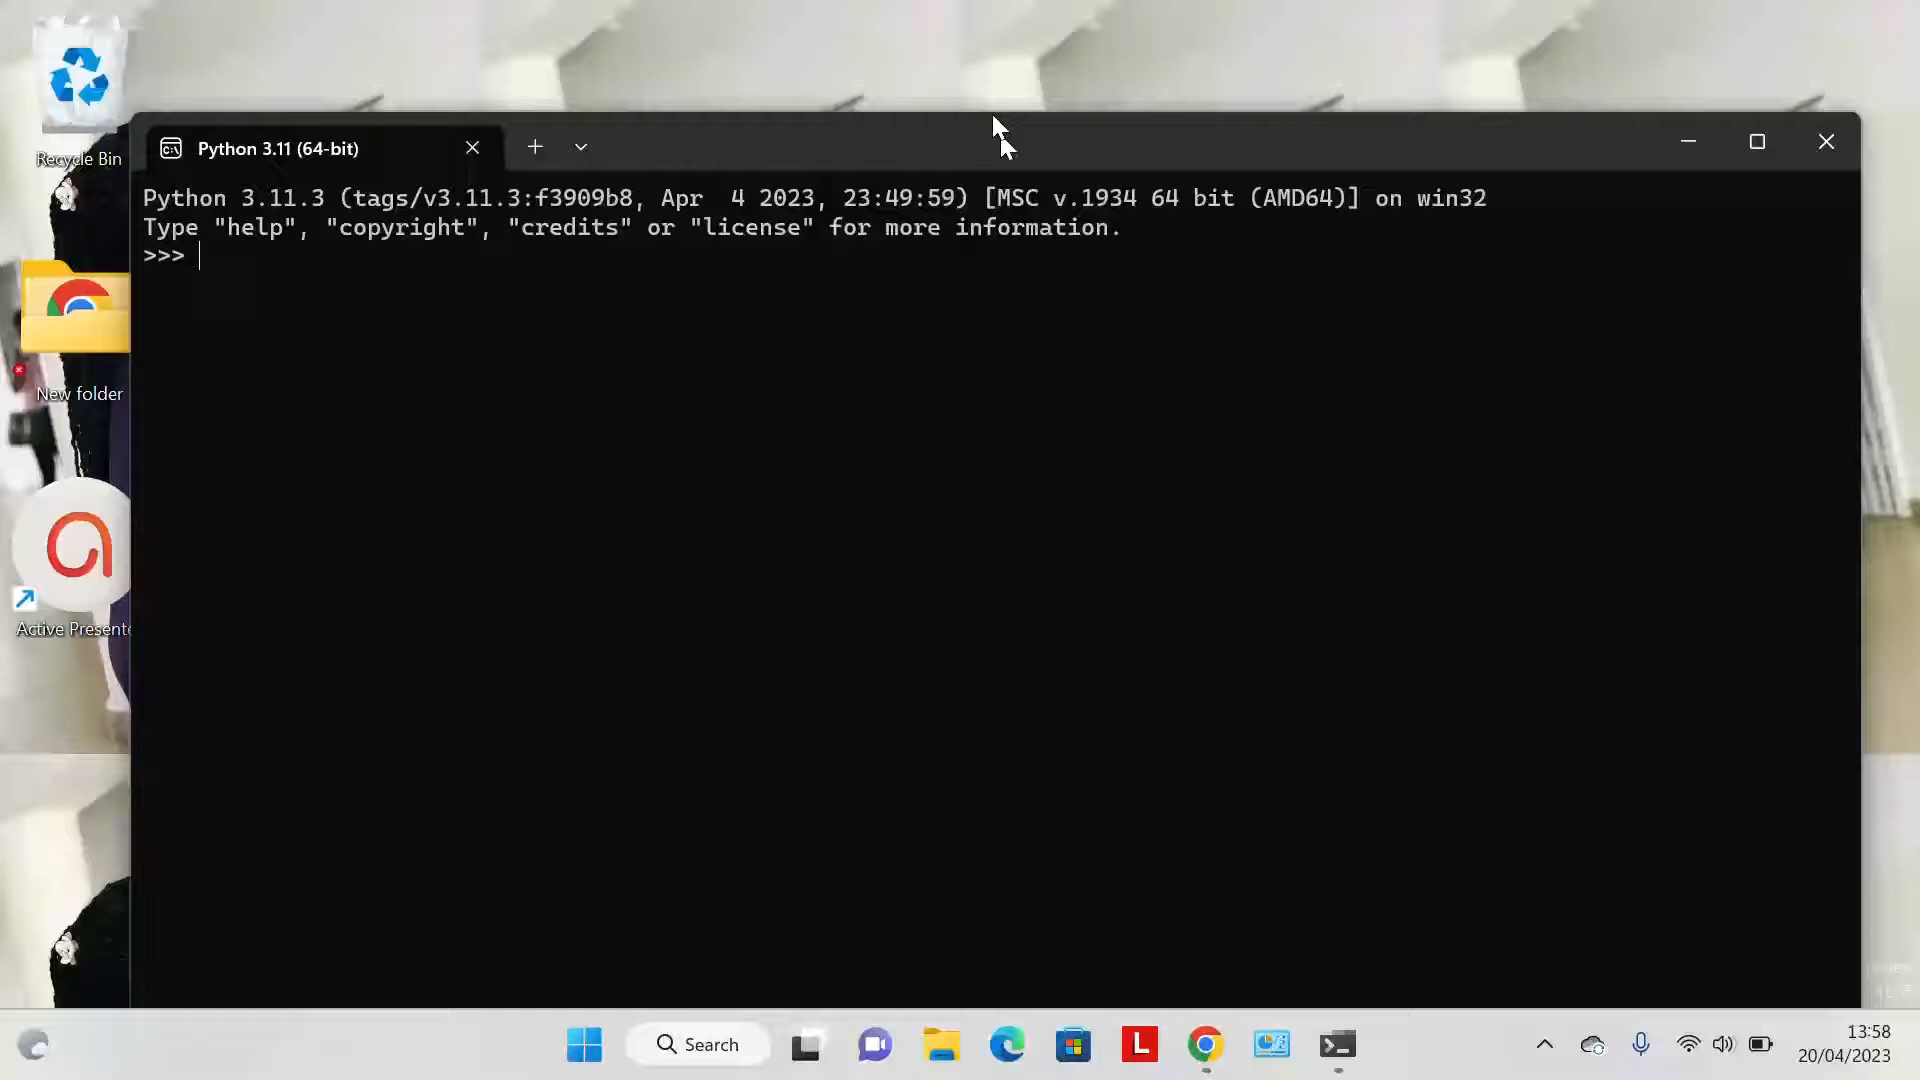 Recycle Bin
New folder
Active Presente
Python 3.11 (64-bit)
Python 3.11.3 (tags/v3.11.3:f3909b8, Apr  4 2023, 23:49:59) [MSC v.1934 64 bit (AMD64)] on win32
Type "help", "copyright", "credits" or "license" for more information.
>>>
Search
L
13:58
20/04/2023